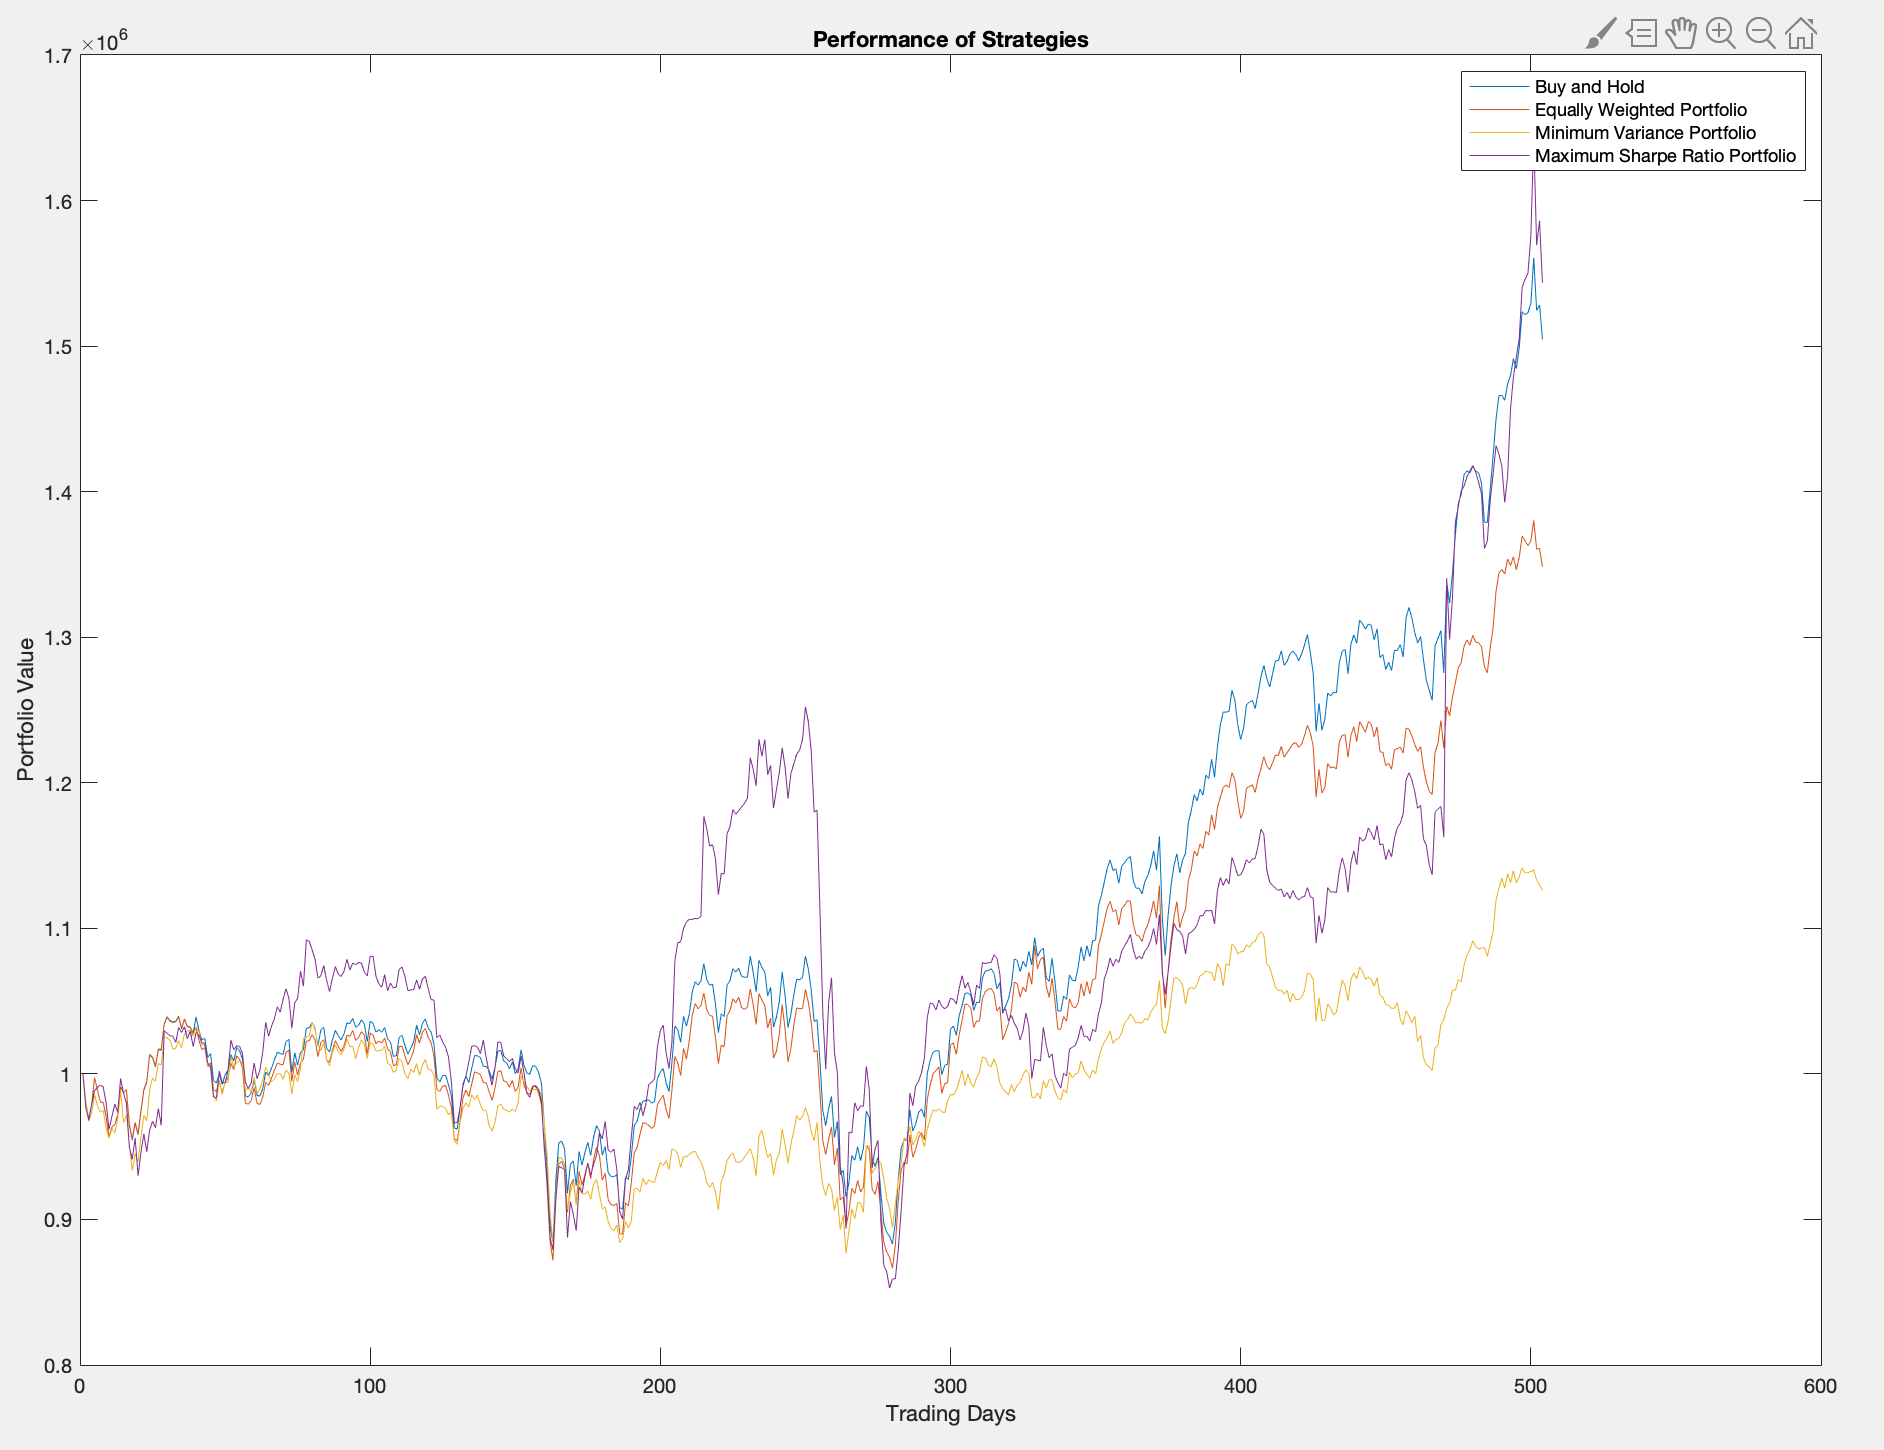 Performance of Strategies
×10⁶
1.7
1.6
1.5
1.4
1.3
1.2
1.1
1
0.9
0.8
Portfolio Value
0 100 200 300 400 500 600
Trading Days
Buy and Hold
Equally Weighted Portfolio
Minimum Variance Portfolio
Maximum Sharpe Ratio Portfolio